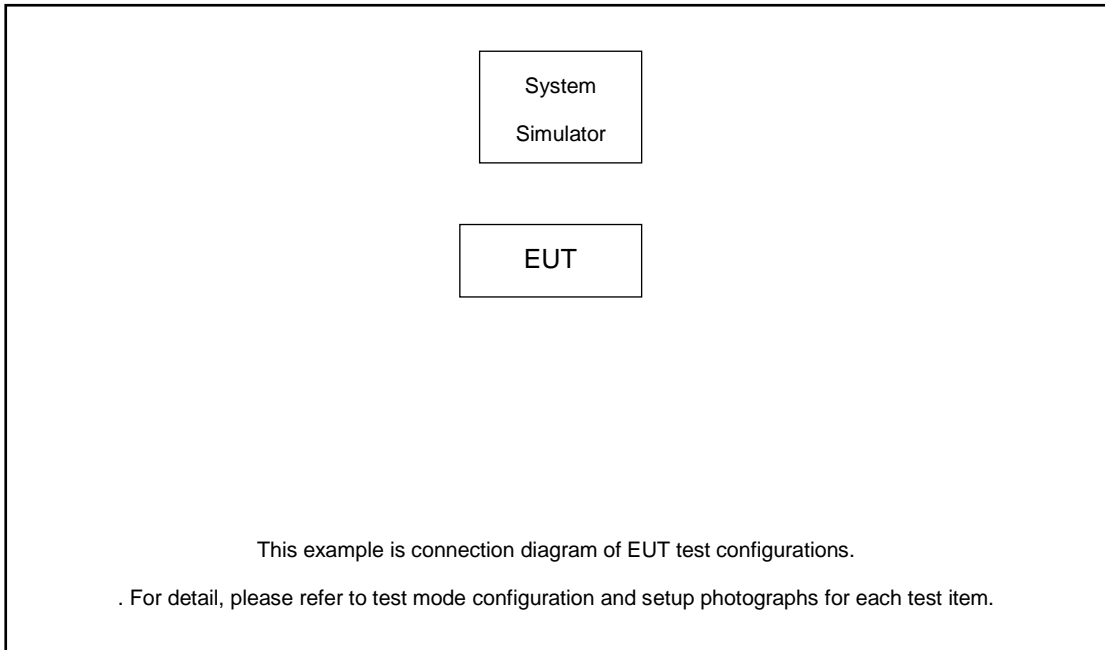 System
Simulator
EUT
This example is connection diagram of EUT test configurations.
. For detail, please refer to test mode configuration and setup photographs for each test item.